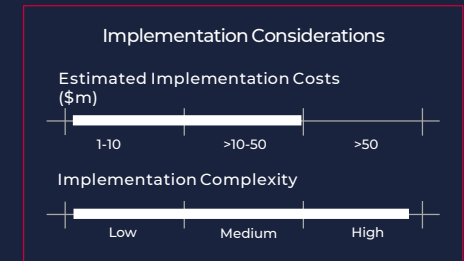 Implementation Considerations
Estimated Implementation Costs
($m)
1-10 >10-50 >50
Implementation Complexity
Low Medium High